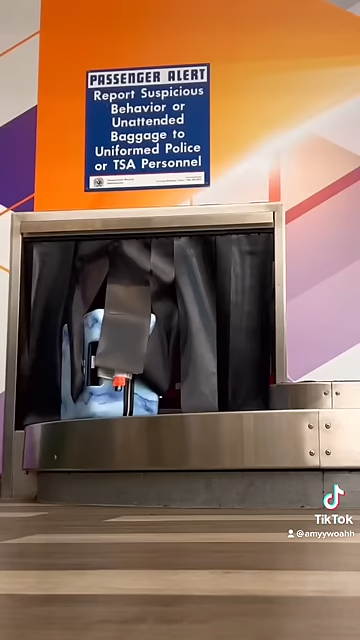 PASSENGER ALERT
Report Suspicious
Behavior or
Unattended
Baggage to
Uniformed Police
or TSA Personnel
TikTok
@amyywoahh